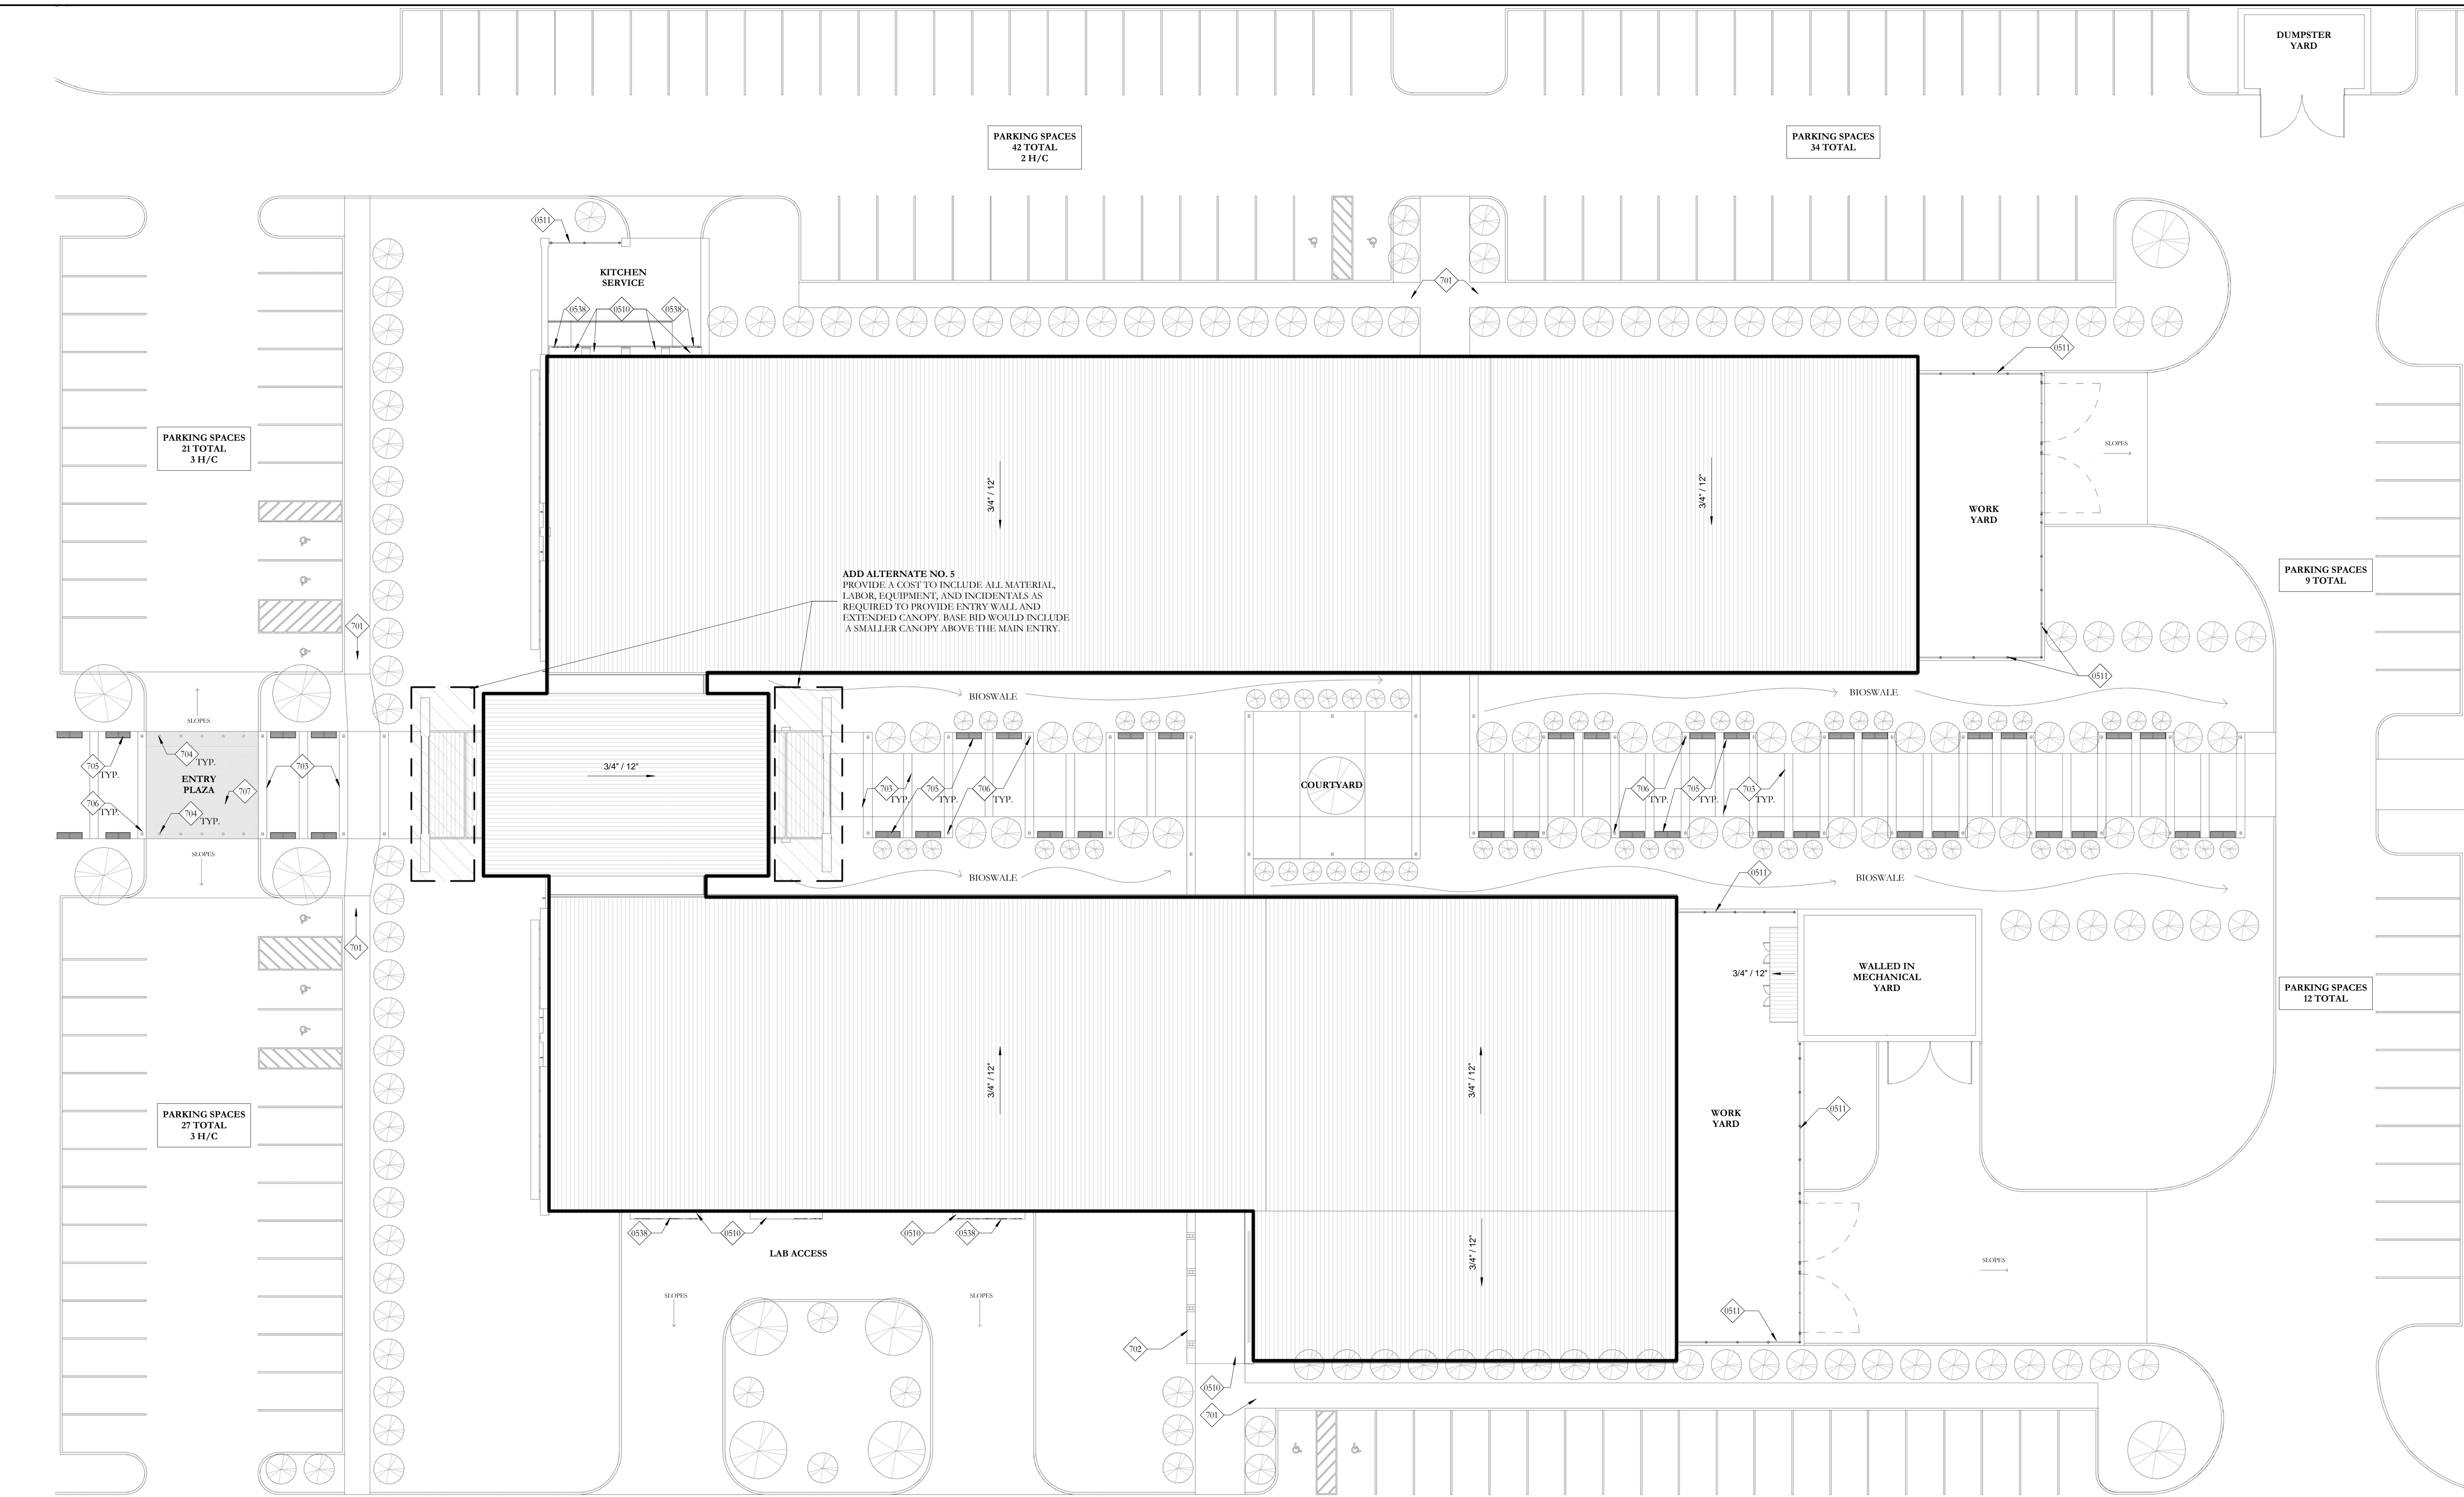 DUMPSTER
YARD
PARKING SPACES
42 TOTAL
2 H/C
PARKING SPACES
34 TOTAL
0511
KITCHEN
SERVICE
0538
0510
0538
701
0511
PARKING SPACES
21 TOTAL
3 H/C
SLOPES
3/4" / 12"
3/4" / 12"
WORK
YARD
ADD ALTERNATE NO. 5
PROVIDE A COST TO INCLUDE ALL MATERIAL,
LABOR, EQUIPMENT, AND INCIDENTALS AS
REQUIRED TO PROVIDE ENTRY WALL AND
EXTENDED CANOPY. BASE BID WOULD INCLUDE
A SMALLER CANOPY ABOVE THE MAIN ENTRY.
PARKING SPACES
9 TOTAL
701
0511
BIOSWALE
BIOSWALE
SLOPES
704
TYP.
705
TYP.
703
ENTRY
PLAZA
707
706
TYP.
704
TYP.
3/4" / 12"
703
TYP.
705
TYP.
706
TYP.
COURTYARD
706
TYP.
705
TYP.
703
TYP.
SLOPES
BIOSWALE
BIOSWALE
0511
701
3/4" / 12"
WALLED IN
MECHANICAL
YARD
PARKING SPACES
12 TOTAL
3/4" / 12"
3/4" / 12"
WORK
YARD
0511
PARKING SPACES
27 TOTAL
3 H/C
0538
0510
0510
0538
LAB ACCESS
3/4" / 12"
SLOPES
SLOPES
SLOPES
0511
702
0510
701